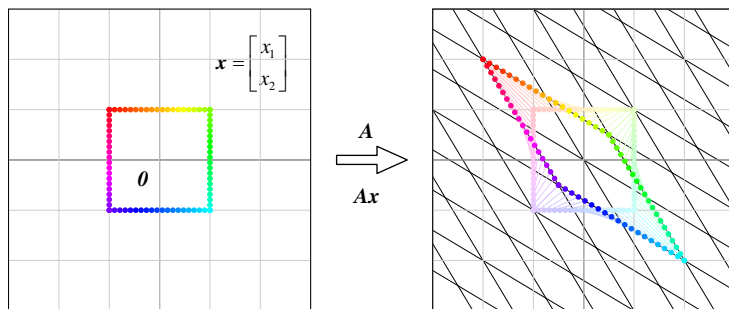 x = [x₁
x₂]
0
A
Ax